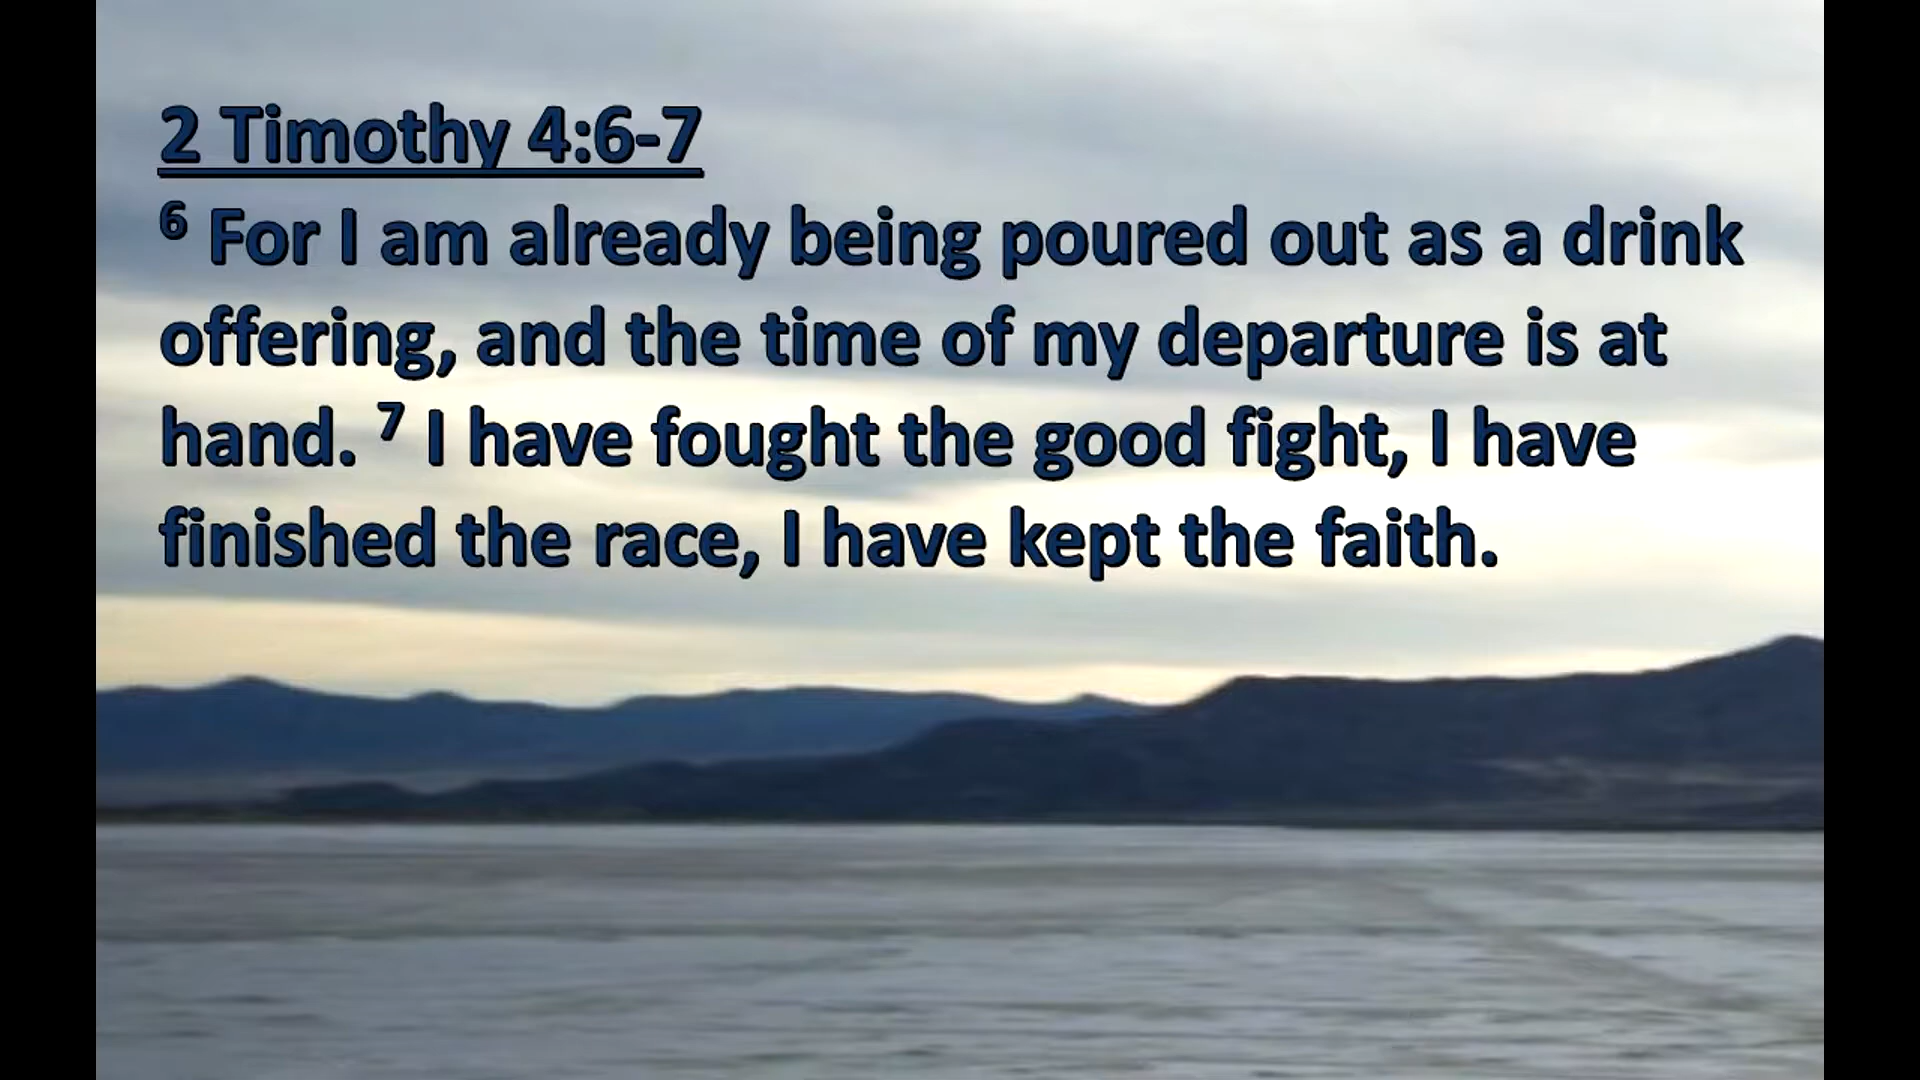 2 Timothy 4:6-7
⁶ For I am already being poured out as a drink
offering, and the time of my departure is at
hand. ⁷ I have fought the good fight, I have
finished the race, I have kept the faith.